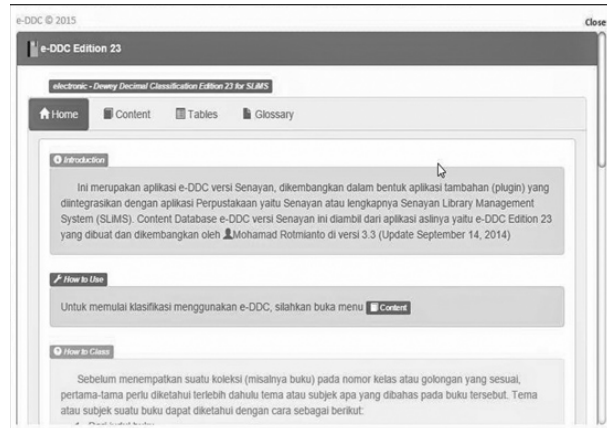 e-DDC © 2015
Close
e-DDC Edition 23
electronic - Dewey Decimal Classification Edition 23 for SLiMS
Home Content Tables Glossary
Introduction
Ini merupakan aplikasi e-DDC versi Senayan, dikembangkan dalam bentuk aplikasi tambahan (plugin) yang
diintegrasikan dengan aplikasi Perpustakaan yaitu Senayan atau lengkapnya Senayan Library Management
System (SLiMS). Content Database e-DDC versi Senayan ini diambil dari aplikasi aslinya yaitu e-DDC Edition 23
yang dibuat dan dikembangkan oleh Mohamad Rotmianto di versi 3.3 (Update September 14, 2014)
How to Use
Untuk memulai klasifikasi menggunakan e-DDC, silahkan buka menu Content
How to Class
Sebelum menempatkan suatu koleksi (misalnya buku) pada nomor kelas atau golongan yang sesuai,
pertama-tama perlu diketahui terlebih dahulu tema atau subjek apa yang dibahas pada buku tersebut. Tema
atau subjek suatu buku dapat diketahui dengan cara sebagai berikut: